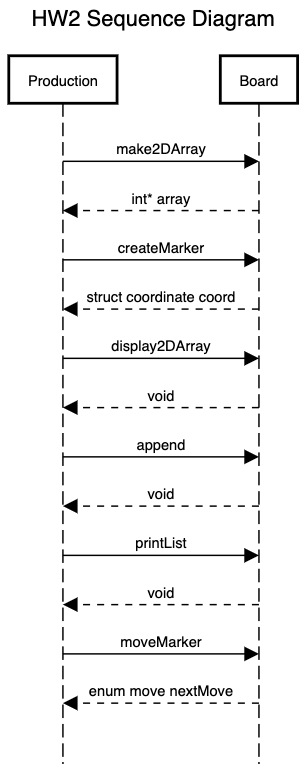 HW2 Sequence Diagram
Production
Board
make2DArray
int* array
createMarker
struct coordinate coord
display2DArray
void
append
void
printList
void
moveMarker
enum move nextMove